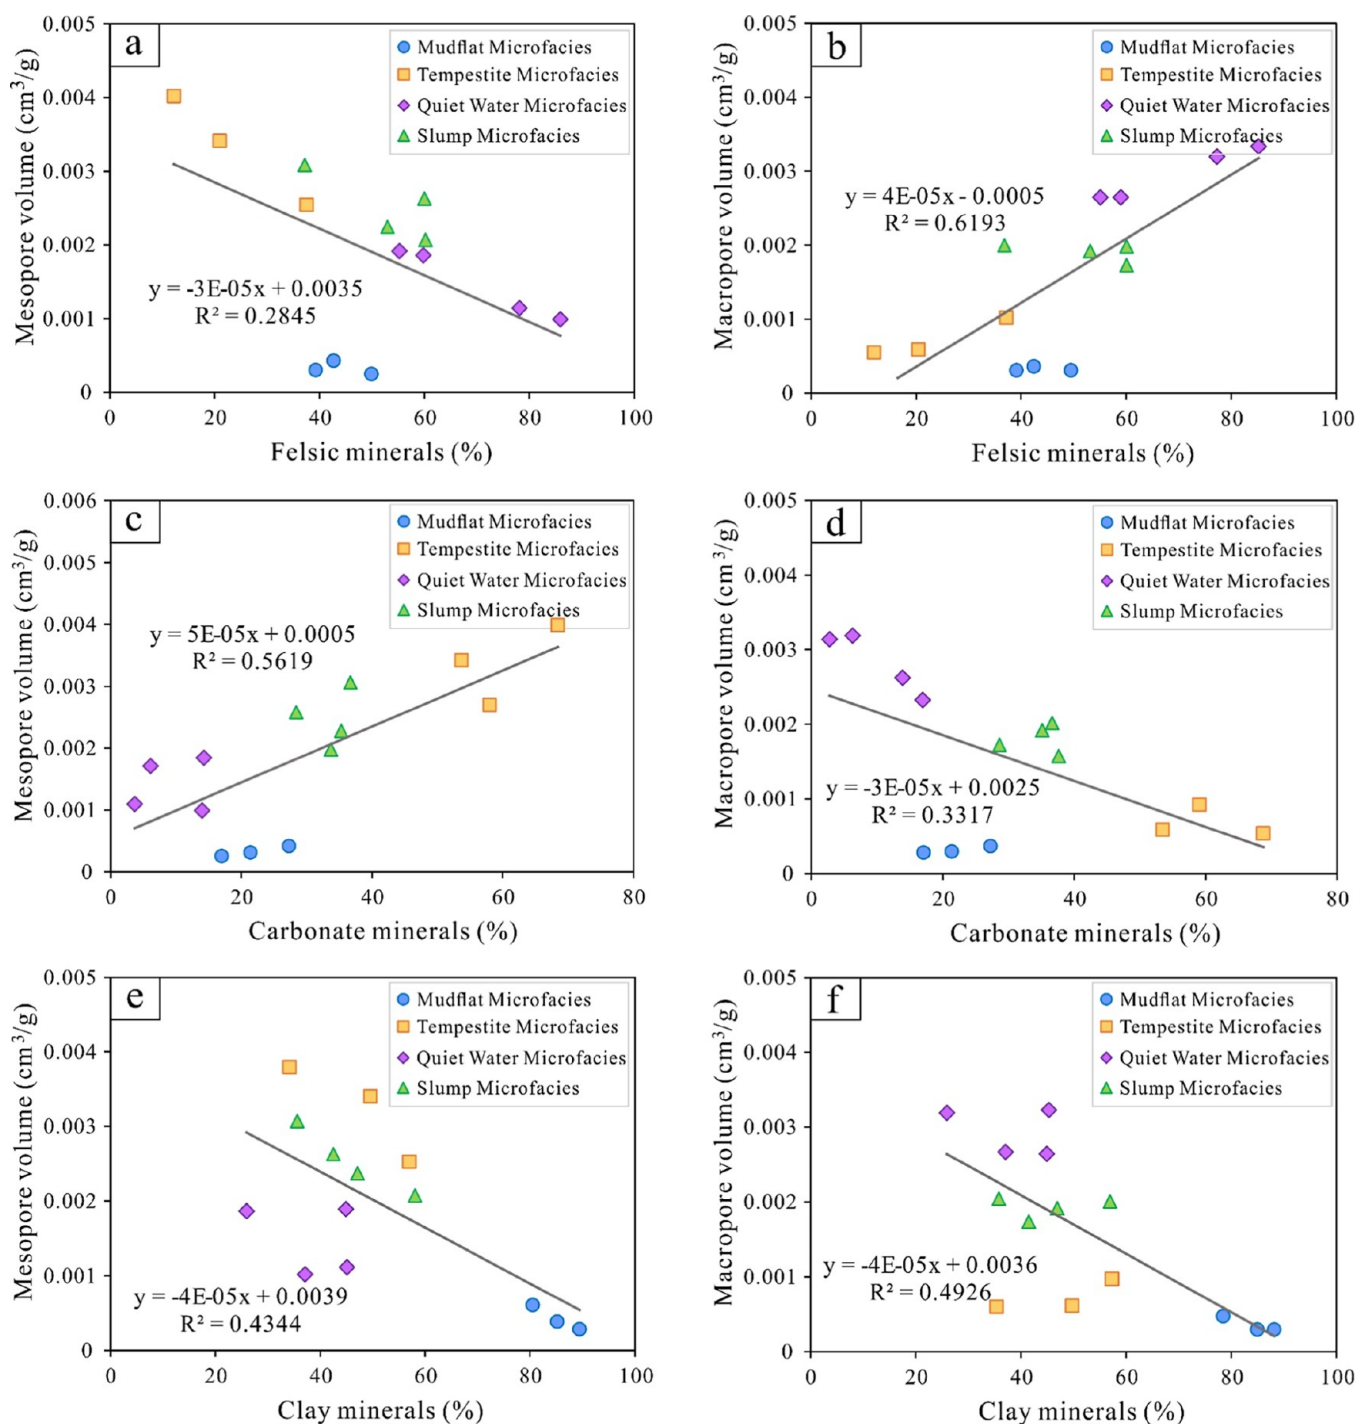 a
Mesopore volume (cm³/g)
0.005
0.004
0.003
0.002
0.001
0
Mudflat Microfacies
Tempestite Microfacies
Quiet Water Microfacies
Slump Microfacies
y = -3E-05x + 0.0035
R² = 0.2845
0 20 40 60 80 100
Felsic minerals (%)
b
Macropore volume (cm³/g)
0.005
0.004
0.003
0.002
0.001
0
Mudflat Microfacies
Tempestite Microfacies
Quiet Water Microfacies
Slump Microfacies
y = 4E-05x - 0.0005
R² = 0.6193
0 20 40 60 80 100
Felsic minerals (%)
c
Mesopore volume (cm³/g)
0.006
0.005
0.004
0.003
0.002
0.001
0
Mudflat Microfacies
Tempestite Microfacies
Quiet Water Microfacies
Slump Microfacies
y = 5E-05x + 0.0005
R² = 0.5619
0 20 40 60 80
Carbonate minerals (%)
d
Macropore volume (cm³/g)
0.005
0.004
0.003
0.002
0.001
0
Mudflat Microfacies
Tempestite Microfacies
Quiet Water Microfacies
Slump Microfacies
y = -3E-05x + 0.0025
R² = 0.3317
0 20 40 60 80
Carbonate minerals (%)
e
Mesopore volume (cm³/g)
0.005
0.004
0.003
0.002
0.001
0
Mudflat Microfacies
Tempestite Microfacies
Quiet Water Microfacies
Slump Microfacies
y = -4E-05x + 0.0039
R² = 0.4344
0 20 40 60 80 100
Clay minerals (%)
f
Macropore volume (cm³/g)
0.005
0.004
0.003
0.002
0.001
0
Mudflat Microfacies
Tempestite Microfacies
Quiet Water Microfacies
Slump Microfacies
y = -4E-05x + 0.0036
R² = 0.4926
0 20 40 60 80 100
Clay minerals (%)